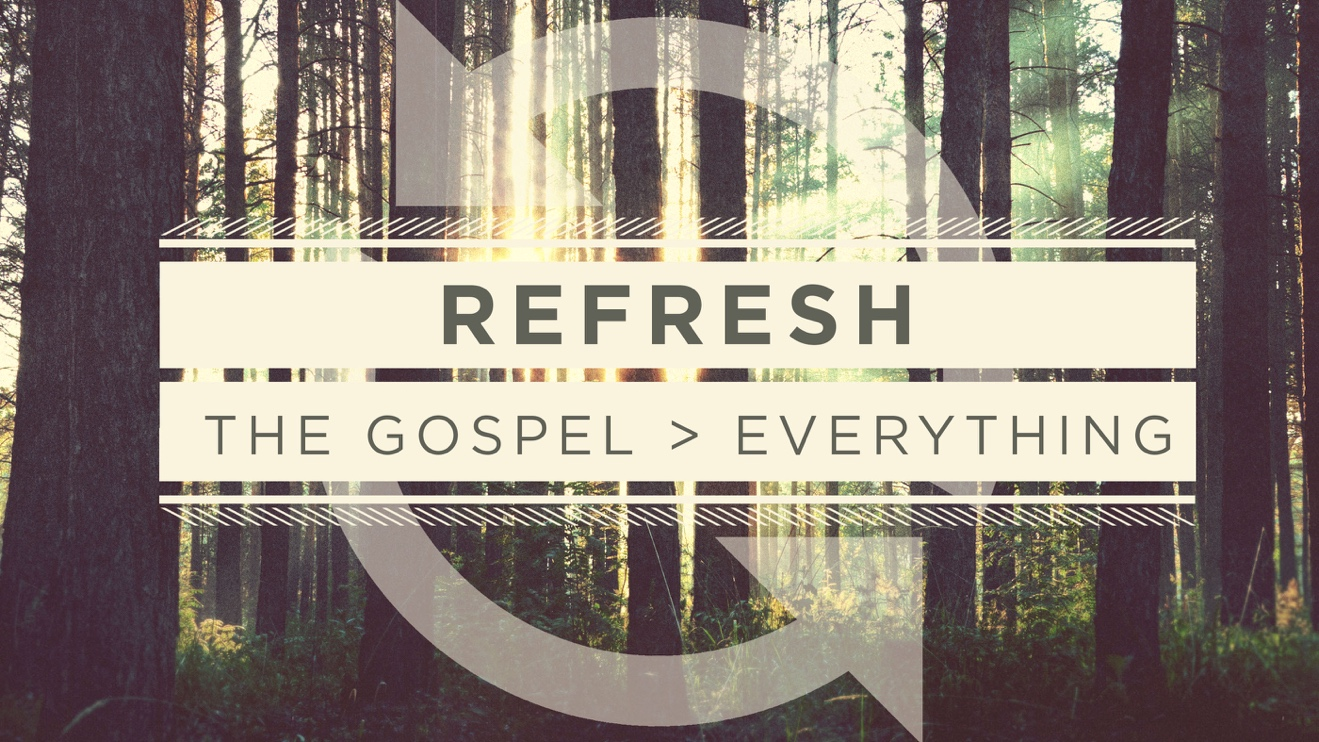 REFRESH
THE GOSPEL > EVERYTHING